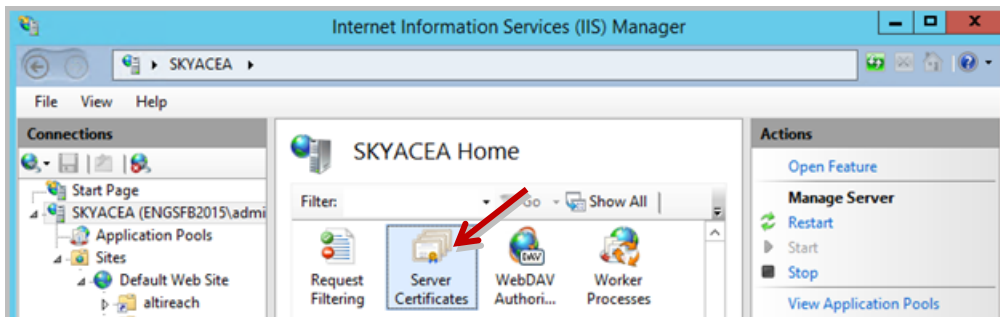 Internet Information Services (IIS) Manager
SKYACEA
File View Help
Connections
Start Page
SKYACEA (ENGSFB2015\admi
Application Pools
Sites
Default Web Site
altireach
SKYACEA Home
Filter: Go Show All
Request Filtering
Server Certificates
WebDAV Authori...
Worker Processes
Actions
Open Feature
Manage Server
Restart
Start
Stop
View Application Pools